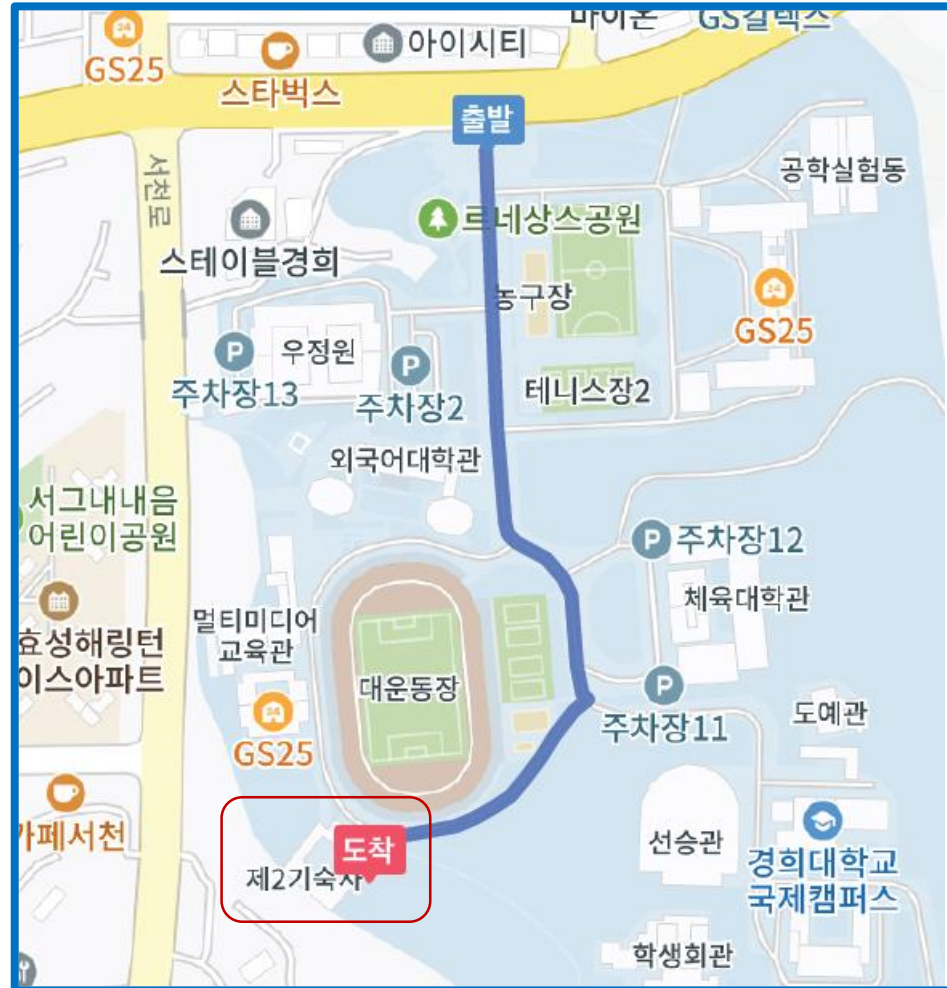 GS칼텍스
아이시티
GS25
스타벅스
출발
서천로
공학실험동
르네상스공원
스테이블경희
농구장
GS25
우정원
주차장13
주차장2
테니스장2
외국어대학관
서그내내음
어린이공원
주차장12
체육대학관
멀티미디어
교육관
효성해링턴
이스아파트
대운동장
도예관
주차장11
GS25
카페서천
도착
제2기숙사
선승관
경희대학교
국제캠퍼스
학생회관